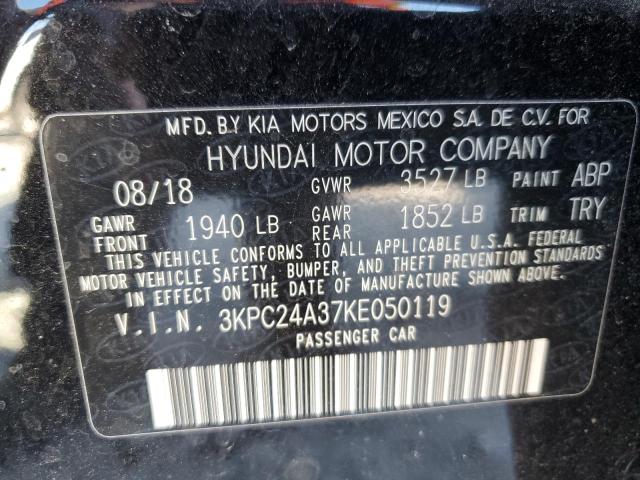 MFD. BY KIA MOTORS MEXICO S.A. DE C.V. FOR
HYUNDAI MOTOR COMPANY
08/18 GVWR 3527 LB PAINT ABP
GAWR FRONT 1940 LB GAWR REAR 1852 LB TRIM TRY
THIS VEHICLE CONFORMS TO ALL APPLICABLE U.S.A. FEDERAL
MOTOR VEHICLE SAFETY, BUMPER, AND THEFT PREVENTION STANDARDS
IN EFFECT ON THE DATE OF MANUFACTURE SHOWN ABOVE.
V.I.N. 3KPC24A37KE050119
PASSENGER CAR